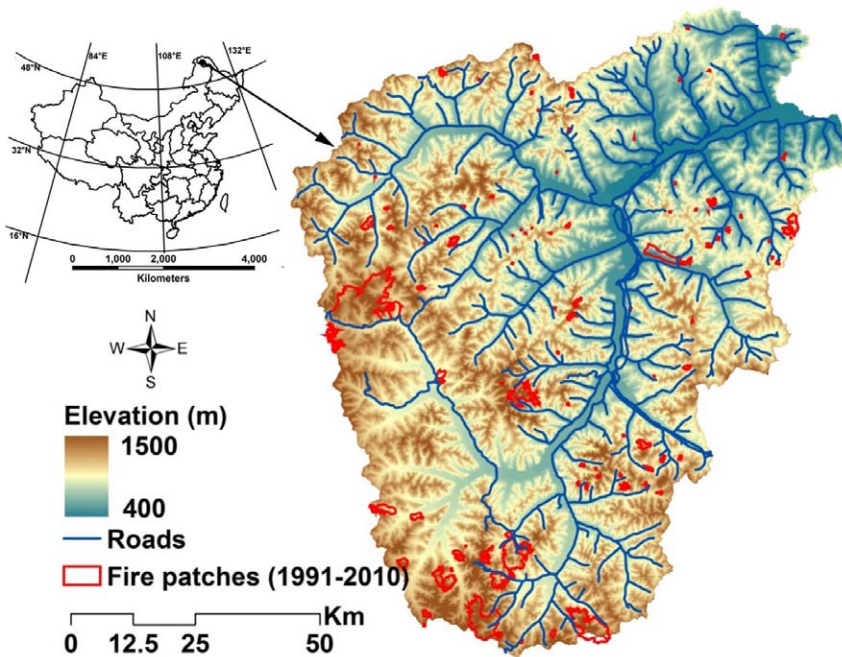 84°E
108°E
132°E
48°N
32°N
16°N
0 1,000 2,000 4,000
Kilometers
N
W E
S
Elevation (m)
1500
400
Roads
Fire patches (1991-2010)
Km
0 12.5 25 50